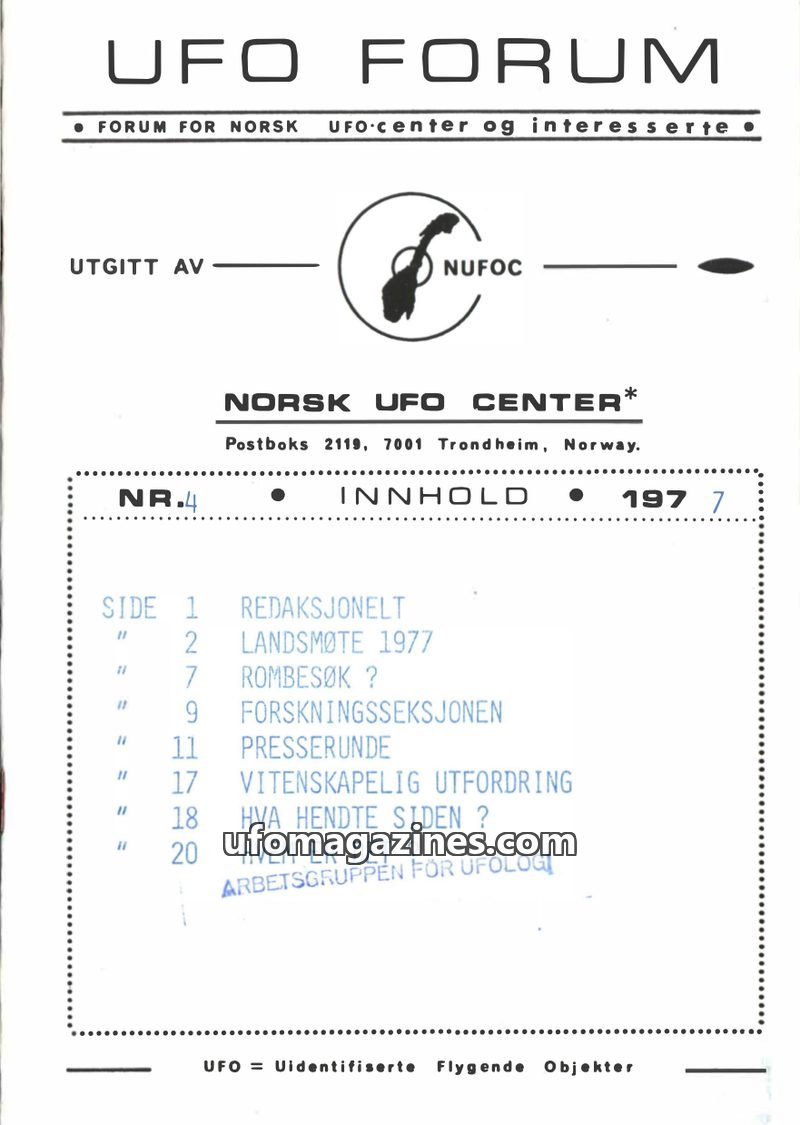 UFO FORUM
• FORUM FOR NORSK UFO-center og interesserte •
UTGITT AV
NUFOC
NORSK UFO CENTER*
Postboks 2119, 7001 Trondheim, Norway.
NR.4 • INNHOLD • 1977
SIDE 1 REDAKSJONELT
" 2 LANDSMØTE 1977
" 7 ROMBESØK ?
" 9 FORSKNINGSSEKSJONEN
" 11 PRESSERUNDE
" 17 VITENSKAPELIG UTFORDRING
" 18 HVA HENDTE SIDEN ?
ufomagazines.com
" 20
ARBETSGRUPPEN FÖR UFOLOGI
UFO = Uidentifiserte Flygende Objekter